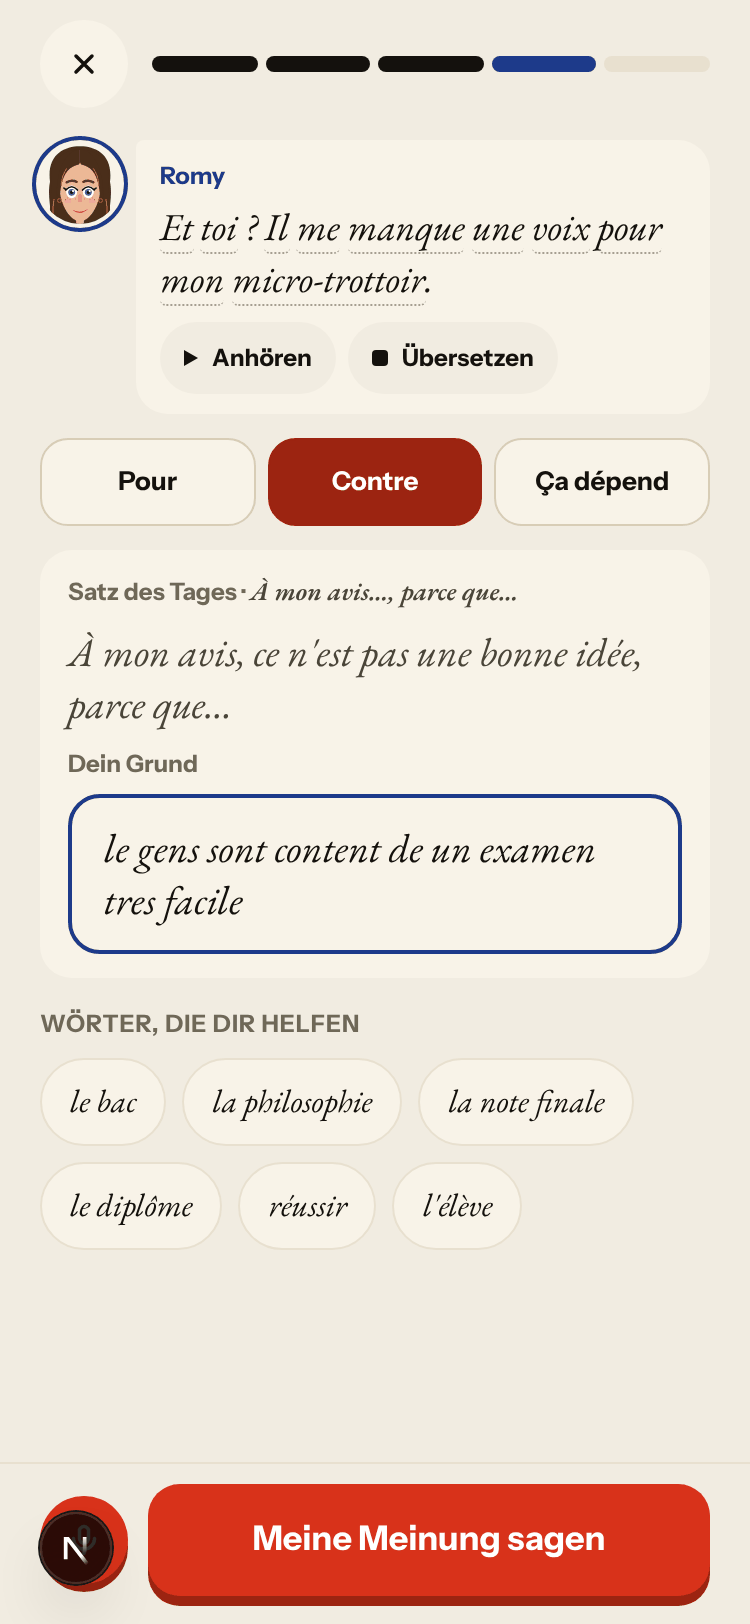 Romy
Et toi ? Il me manque une voix pour
mon micro-trottoir.
Anhören
Übersetzen
Pour
Contre
Ça dépend
Satz des Tages · À mon avis..., parce que...
À mon avis, ce n'est pas une bonne idée,
parce que...
Dein Grund
le gens sont content de un examen
tres facile
WÖRTER, DIE DIR HELFEN
le bac
la philosophie
la note finale
le diplôme
réussir
l'élève
N
Meine Meinung sagen